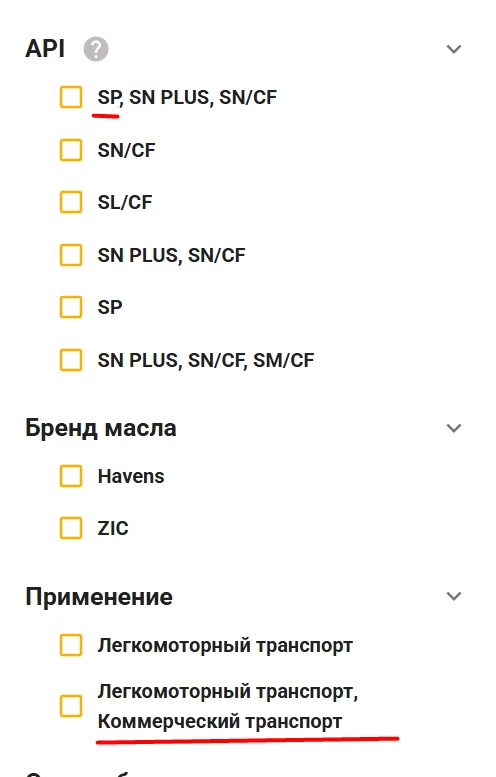 API ?
SP, SN PLUS, SN/CF
SN/CF
SL/CF
SN PLUS, SN/CF
SP
SN PLUS, SN/CF, SM/CF
Бренд масла
Havens
ZIC
Применение
Легкомоторный транспорт
Легкомоторный транспорт,
Коммерческий транспорт